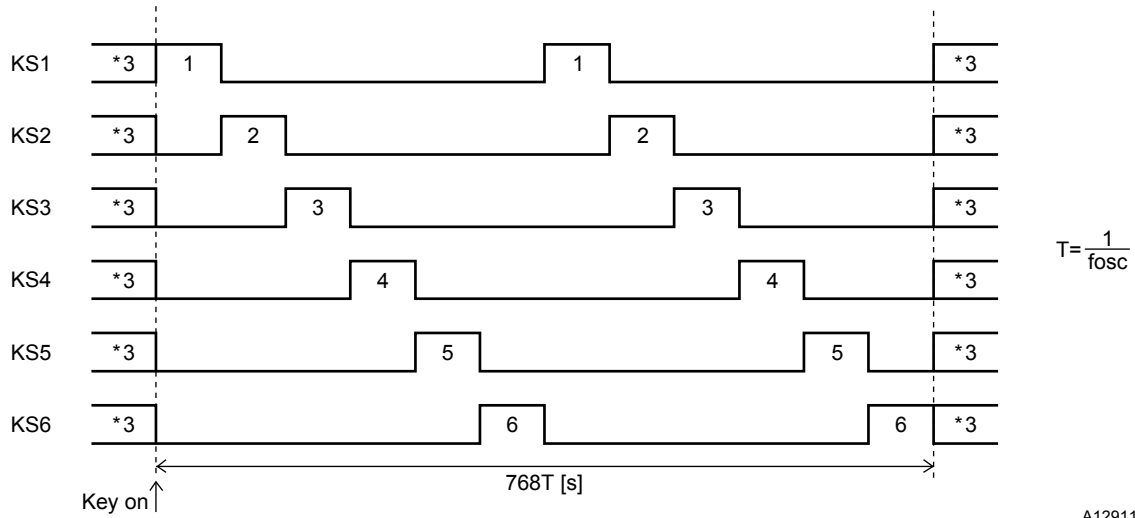 KS1 *3 1 1 *3
KS2 *3 2 2 *3
KS3 *3 3 3 *3
T= 1
fosc
KS4 *3 4 4 *3
KS5 *3 5 5 *3
KS6 *3 6 6 *3
768T [s]
Key on
A12911